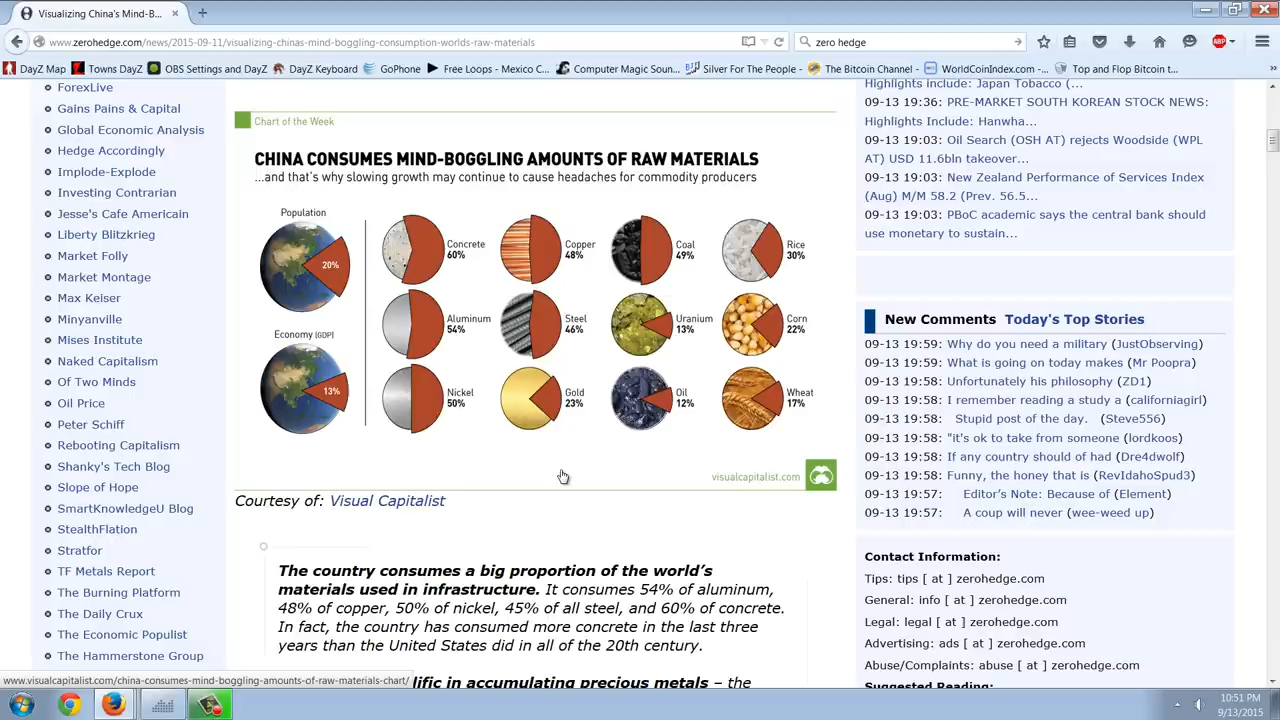 Visualizing China's Mind-B...
www.zerohedge.com/news/2015-09-11/visualizing-chinas-mind-boggling-consumption-worlds-raw-materials
zero hedge
ABP
DayZ Map
Towns DayZ
OBS Settings and DayZ
DayZ Keyboard
GoPhone
Free Loops - Mexico C...
Computer Magic Soun...
Silver For The People - ...
The Bitcoin Channel - ...
WorldCoinIndex.com -...
Top and Flop Bitcoin t...
ForexLive
Gains Pains & Capital
Global Economic Analysis
Hedge Accordingly
Implode-Explode
Investing Contrarian
Jesse's Cafe Americain
Liberty Blitzkrieg
Market Folly
Market Montage
Max Keiser
Minyanville
Mises Institute
Naked Capitalism
Of Two Minds
Oil Price
Peter Schiff
Rebooting Capitalism
Shanky's Tech Blog
Slope of Hope
SmartKnowledgeU Blog
StealthFlation
Stratfor
TF Metals Report
The Burning Platform
The Daily Crux
The Economic Populist
The Hammerstone Group
Chart of the Week
CHINA CONSUMES MIND-BOGGLING AMOUNTS OF RAW MATERIALS
...and that's why slowing growth may continue to cause headaches for commodity producers
Population
20%
Economy (GDP)
13%
Concrete
60%
Copper
48%
Coal
49%
Rice
30%
Aluminum
54%
Steel
46%
Uranium
13%
Corn
22%
Nickel
50%
Gold
23%
Oil
12%
Wheat
17%
visualcapitalist.com
Courtesy of: Visual Capitalist
The country consumes a big proportion of the world's
materials used in infrastructure. It consumes 54% of aluminum,
48% of copper, 50% of nickel, 45% of all steel, and 60% of concrete.
In fact, the country has consumed more concrete in the last three
years than the United States did in all of the 20th century.
lific in accumulating precious metals – the
Highlights include: Japan Tobacco (...
09-13 19:36: PRE-MARKET SOUTH KOREAN STOCK NEWS:
Highlights Include: Hanwha...
09-13 19:03: Oil Search (OSH AT) rejects Woodside (WPL
AT) USD 11.6bln takeover...
09-13 19:03: New Zealand Performance of Services Index
(Aug) M/M 58.2 (Prev. 56.5...
09-13 19:03: PBoC academic says the central bank should
use monetary to sustain...
New Comments Today's Top Stories
09-13 19:59: Why do you need a military (JustObserving)
09-13 19:59: What is going on today makes (Mr Poopra)
09-13 19:58: Unfortunately his philosophy (ZD1)
09-13 19:58: I remember reading a study a (californiagirl)
09-13 19:58: Stupid post of the day. (Steve556)
09-13 19:58: "it's ok to take from someone (lordkoos)
09-13 19:58: If any country should of had (Dre4dwolf)
09-13 19:58: Funny, the honey that is (RevIdahoSpud3)
09-13 19:57: Editor's Note: Because of (Element)
09-13 19:57: A coup will never (wee-weed up)
Contact Information:
Tips: tips [ at ] zerohedge.com
General: info [ at ] zerohedge.com
Legal: legal [ at ] zerohedge.com
Advertising: ads [ at ] zerohedge.com
Abuse/Complaints: abuse [ at ] zerohedge.com
Suggested Reading:
www.visualcapitalist.com/china-consumes-mind-boggling-amounts-of-raw-materials-chart/
10:51 PM
9/13/2015